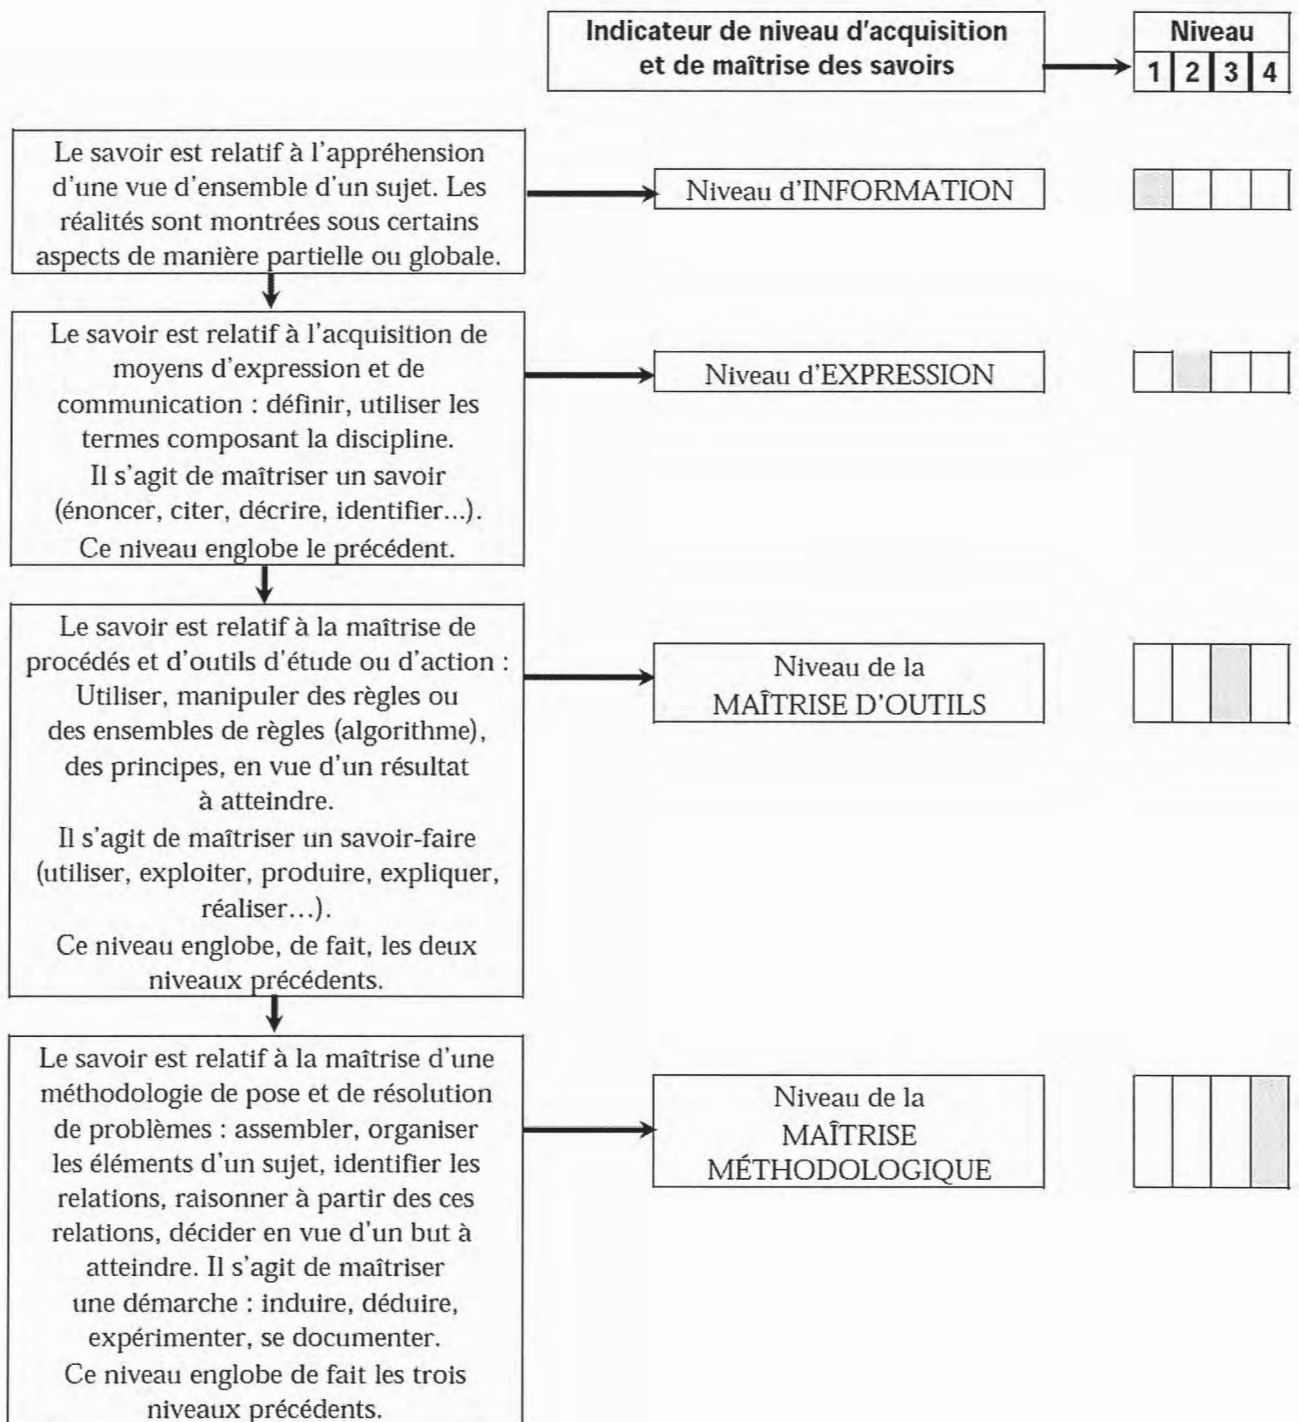 Indicateur de niveau d'acquisition
et de maîtrise des savoirs
Niveau
1 2 3 4
Le savoir est relatif à l'appréhension
d'une vue d'ensemble d'un sujet. Les
réalités sont montrées sous certains
aspects de manière partielle ou globale.
Niveau d'INFORMATION
Le savoir est relatif à l'acquisition de
moyens d'expression et de
communication : définir, utiliser les
termes composant la discipline.
Il s'agit de maîtriser un savoir
(énoncer, citer, décrire, identifier...).
Ce niveau englobe le précédent.
Niveau d'EXPRESSION
Le savoir est relatif à la maîtrise de
procédés et d'outils d'étude ou d'action :
Utiliser, manipuler des règles ou
des ensembles de règles (algorithme),
des principes, en vue d'un résultat
à atteindre.
Il s'agit de maîtriser un savoir-faire
(utiliser, exploiter, produire, expliquer,
réaliser...).
Ce niveau englobe, de fait, les deux
niveaux précédents.
Niveau de la
MAÎTRISE D'OUTILS
Le savoir est relatif à la maîtrise d'une
méthodologie de pose et de résolution
de problèmes : assembler, organiser
les éléments d'un sujet, identifier les
relations, raisonner à partir des ces
relations, décider en vue d'un but à
atteindre. Il s'agit de maîtriser
une démarche : induire, déduire,
expérimenter, se documenter.
Ce niveau englobe de fait les trois
niveaux précédents.
Niveau de la
MAÎTRISE
MÉTHODOLOGIQUE